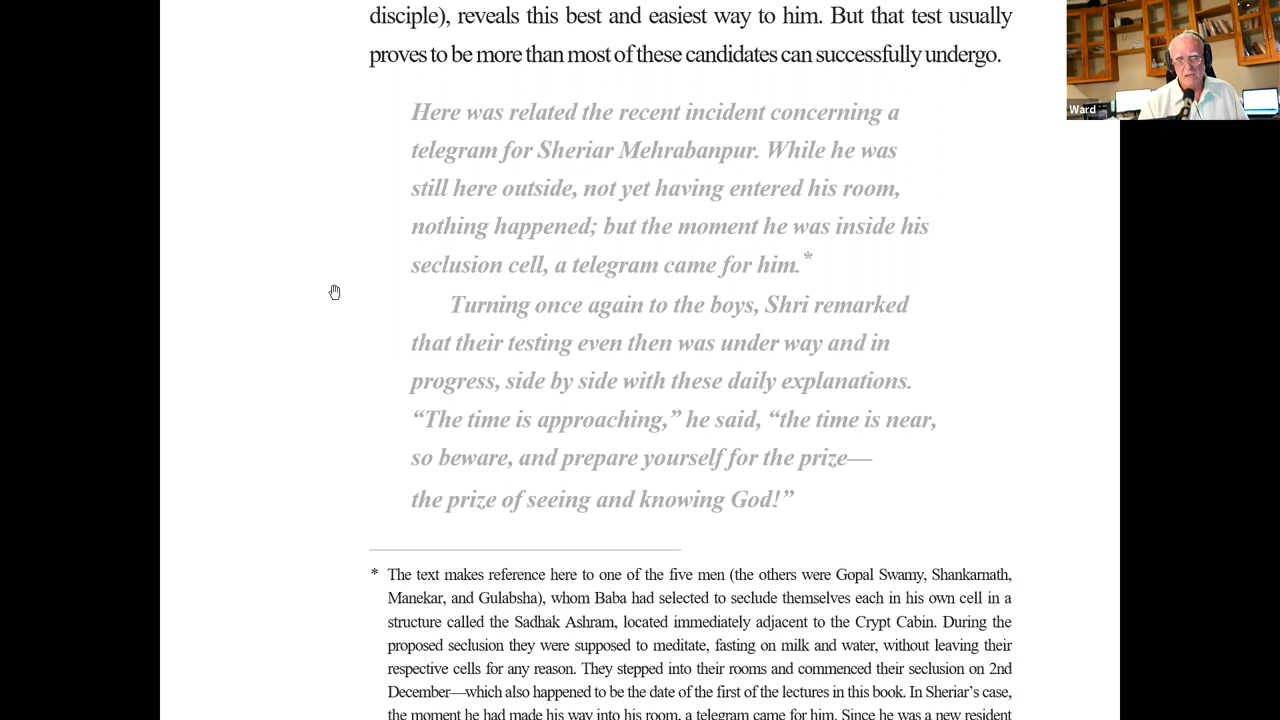 disciple), reveals this best and easiest way to him. But that test usually
proves to be more than most of these candidates can successfully undergo.
Here was related the recent incident concerning a
telegram for Sheriar Mehrabanpur. While he was
still here outside, not yet having entered his room,
nothing happened; but the moment he was inside his
seclusion cell, a telegram came for him.*
Turning once again to the boys, Shri remarked
that their testing even then was under way and in
progress, side by side with these daily explanations.
“The time is approaching,” he said, “the time is near,
so beware, and prepare yourself for the prize—
the prize of seeing and knowing God!”
* The text makes reference here to one of the five men (the others were Gopal Swamy, Shankarnath,
Manekar, and Gulabsha), whom Baba had selected to seclude themselves each in his own cell in a
structure called the Sadhak Ashram, located immediately adjacent to the Crypt Cabin. During the
proposed seclusion they were supposed to meditate, fasting on milk and water, without leaving their
respective cells for any reason. They stepped into their rooms and commenced their seclusion on 2nd
December—which also happened to be the date of the first of the lectures in this book. In Sheriar’s case,
the moment he had made his way into his room, a telegram came for him. Since he was a new resident
Ward